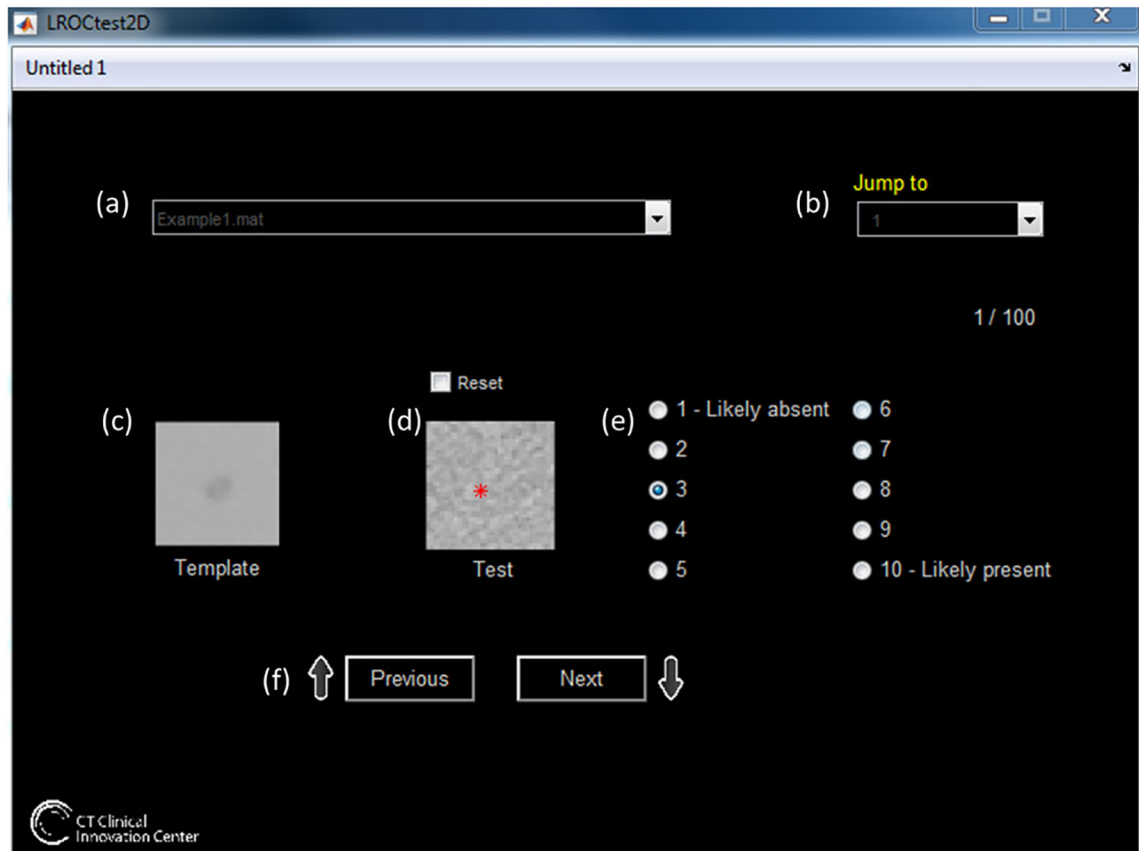 LROCtest2D
Untitled 1
Jump to
(a) Example1.mat (b) 1
1 / 100
Reset
(c) (d) (e) 1 - Likely absent 6
2 7
3 8
4 9
5 10 - Likely present
Template Test
(f) Previous Next
CT Clinical
Innovation Center